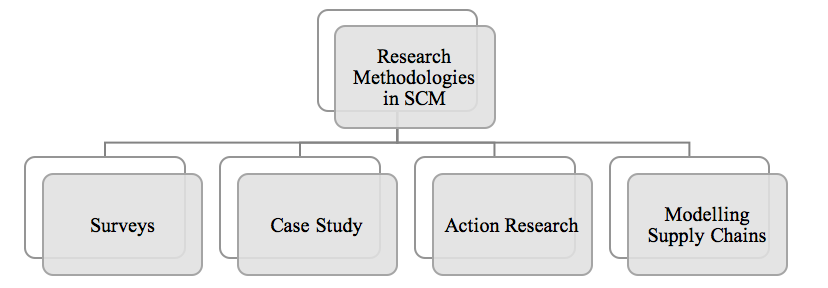 Research
Methodologies
in SCM
Surveys
Case Study
Action Research
Modelling
Supply Chains